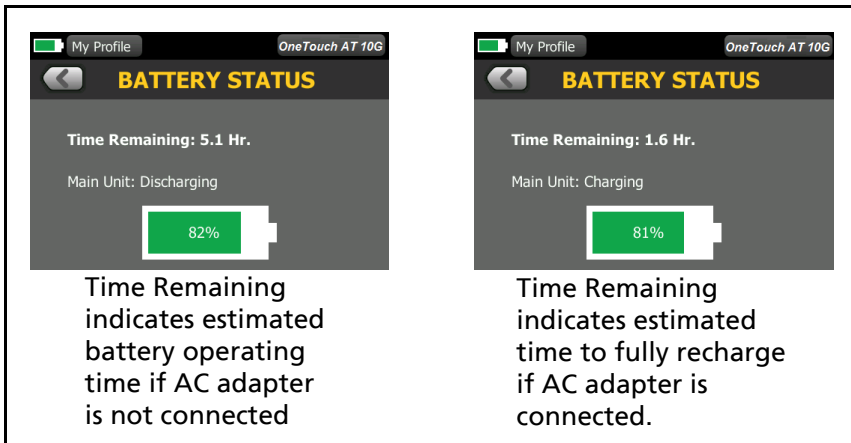 My Profile
OneTouch AT 10G
BATTERY STATUS
Time Remaining: 5.1 Hr.
Main Unit: Discharging
82%
Time Remaining
indicates estimated
battery operating
time if AC adapter
is not connected
My Profile
OneTouch AT 10G
BATTERY STATUS
Time Remaining: 1.6 Hr.
Main Unit: Charging
81%
Time Remaining
indicates estimated
time to fully recharge
if AC adapter is
connected.